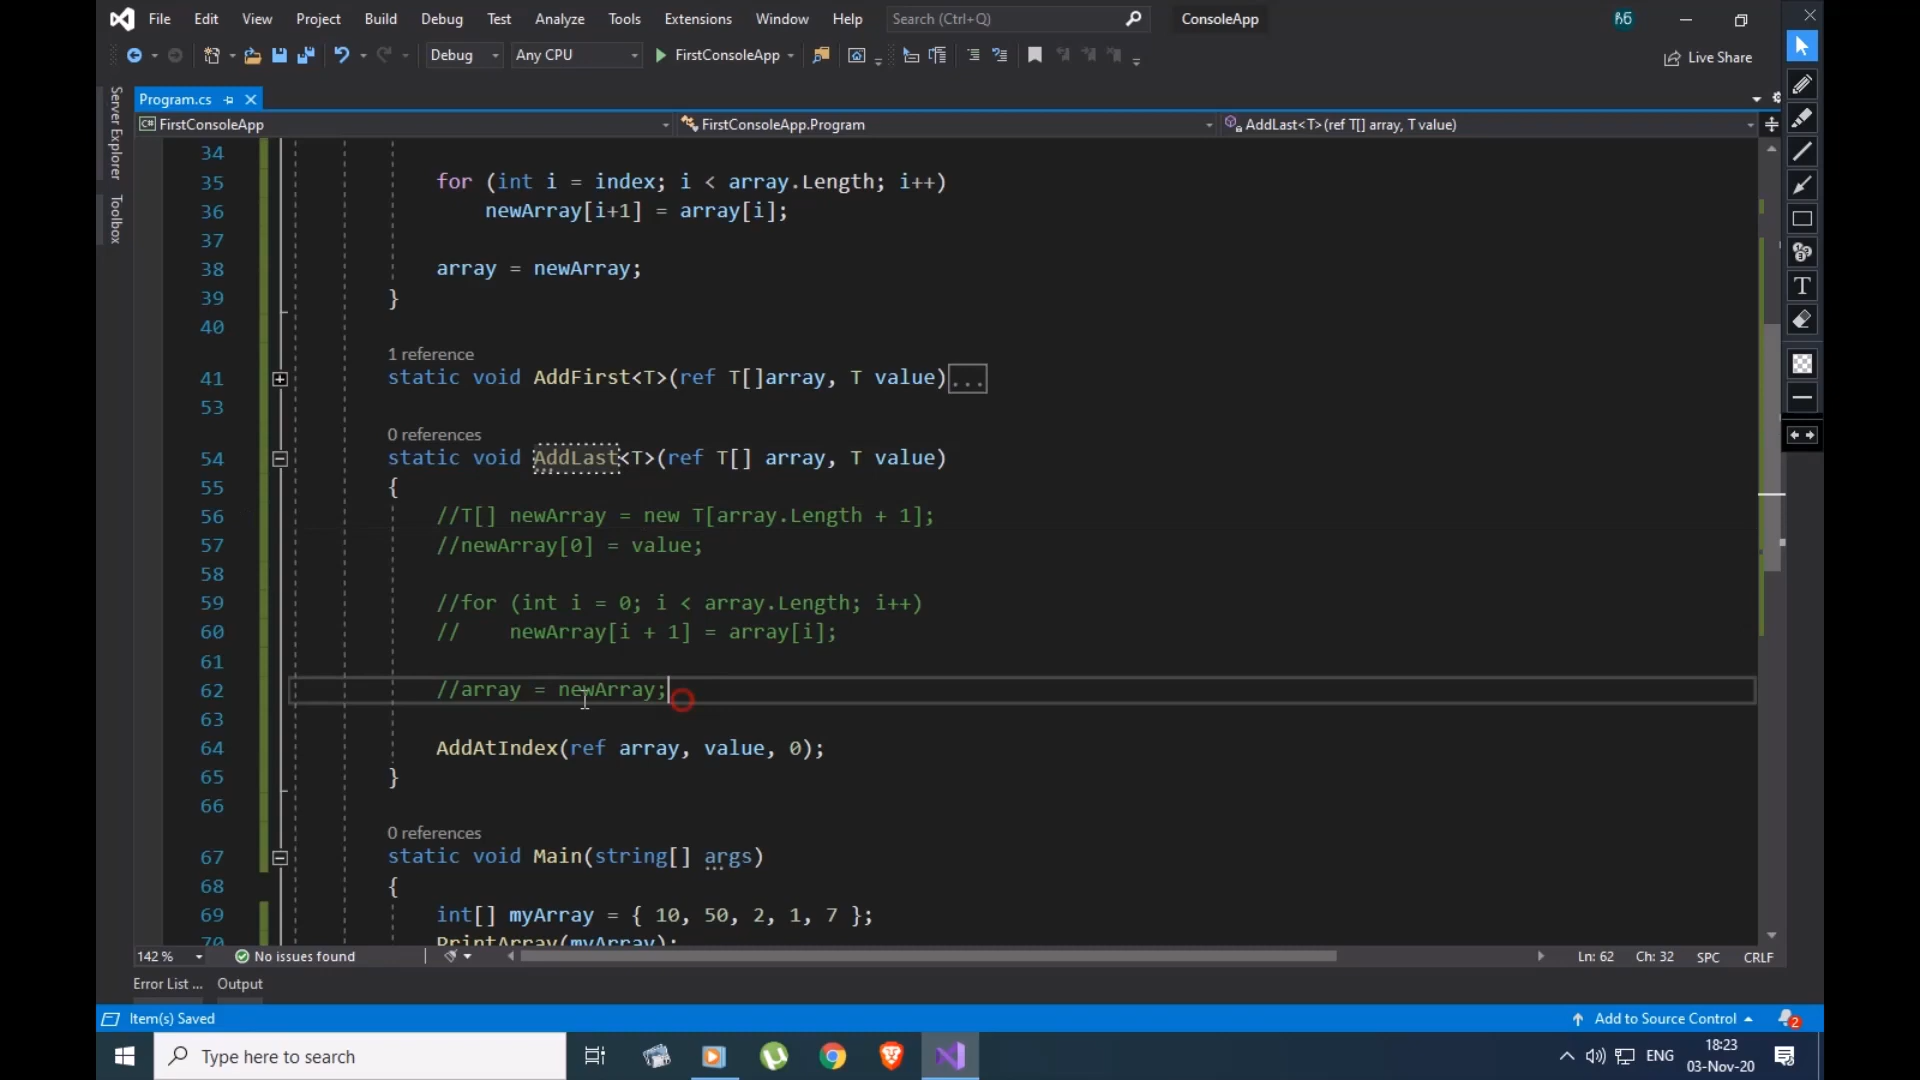 File Edit View Project Build Debug Test Analyze Tools Extensions Window Help Search (Ctrl+Q) ConsoleApp ՀБ
Debug Any CPU FirstConsoleApp Live Share
Server Explorer
Toolbox
Program.cs
FirstConsoleApp FirstConsoleApp.Program AddLast<T>(ref T[] array, T value)
34
35 for (int i = index; i < array.Length; i++)
36 newArray[i+1] = array[i];
37
38 array = newArray;
39 }
40
1 reference
41 static void AddFirst<T>(ref T[]array, T value)...
53
0 references
54 static void AddLast<T>(ref T[] array, T value)
55 {
56 //T[] newArray = new T[array.Length + 1];
57 //newArray[0] = value;
58
59 //for (int i = 0; i < array.Length; i++)
60 // newArray[i + 1] = array[i];
61
62 //array = newArray;
63
64 AddAtIndex(ref array, value, 0);
65 }
66
0 references
67 static void Main(string[] args)
68 {
69 int[] myArray = { 10, 50, 2, 1, 7 };
70 PrintArray(myArray);
142 % No issues found Ln: 62 Ch: 32 SPC CRLF
Error List ... Output
Item(s) Saved Add to Source Control 2
Type here to search ENG 18:23
03-Nov-20